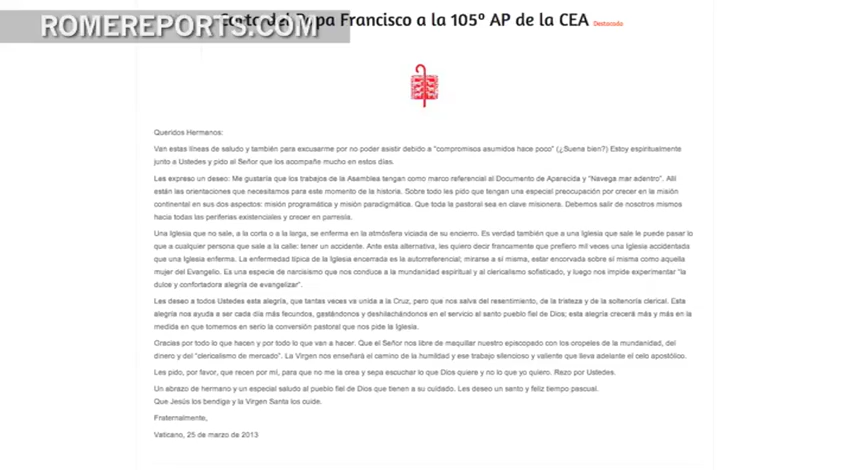 ROMEREPORTS.COM
Carta del Papa Francisco a la 105º AP de la CEA Destacado
Queridos Hermanos:
Van estas líneas de saludo y también para excusarme por no poder asistir debido a "compromisos asumidos hace poco" (¿Suena bien?) Estoy espiritualmente
junto a Ustedes y pido al Señor que los acompañe mucho en estos días.
Les expreso un deseo: Me gustaría que los trabajos de la Asamblea tengan como marco referencial al Documento de Aparecida y "Navega mar adentro". Allí
están las orientaciones que necesitamos para este momento de la historia. Sobre todo les pido que tengan una especial preocupación por crecer en la misión
continental en sus dos aspectos: misión programática y misión paradigmática. Que toda la pastoral sea en clave misionera. Debemos salir de nosotros mismos
hacia todas las periferias existenciales y crecer en parresia.
Una Iglesia que no sale, a la corta o a la larga, se enferma en la atmósfera viciada de su encierro. Es verdad también que a una Iglesia que sale le puede pasar lo
que a cualquier persona que sale a la calle: tener un accidente. Ante esta alternativa, les quiero decir francamente que prefiero mil veces una Iglesia accidentada
que una Iglesia enferma. La enfermedad típica de la Iglesia encerrada es la autorreferencial; mirarse a sí misma, estar encorvada sobre sí misma como aquella
mujer del Evangelio. Es una especie de narcisismo que nos conduce a la mundanidad espiritual y al clericalismo sofisticado, y luego nos impide experimentar "la
dulce y confortadora alegría de evangelizar".
Les deseo a todos Ustedes esta alegría, que tantas veces va unida a la Cruz, pero que nos salva del resentimiento, de la tristeza y de la solteronía clerical. Esta
alegría nos ayuda a ser cada día más fecundos, gastándonos y deshilachándonos en el servicio al santo pueblo fiel de Dios; esta alegría crecerá más y más en la
medida en que tomemos en serio la conversión pastoral que nos pide la Iglesia.
Gracias por todo lo que hacen y por todo lo que van a hacer. Que el Señor nos libre de maquillar nuestro episcopado con los oropeles de la mundanidad, del
dinero y del "clericalismo de mercado". La Virgen nos enseñará el camino de la humildad y ese trabajo silencioso y valiente que lleva adelante el celo apostólico.
Les pido, por favor, que recen por mí, para que no me la crea y sepa escuchar lo que Dios quiere y no lo que yo quiero. Rezo por Ustedes.
Un abrazo de hermano y un especial saludo al pueblo fiel de Dios que tienen a su cuidado. Les deseo un santo y feliz tiempo pascual.
Que Jesús los bendiga y la Virgen Santa los cuide.
Fraternalmente,
Vaticano, 25 de marzo de 2013